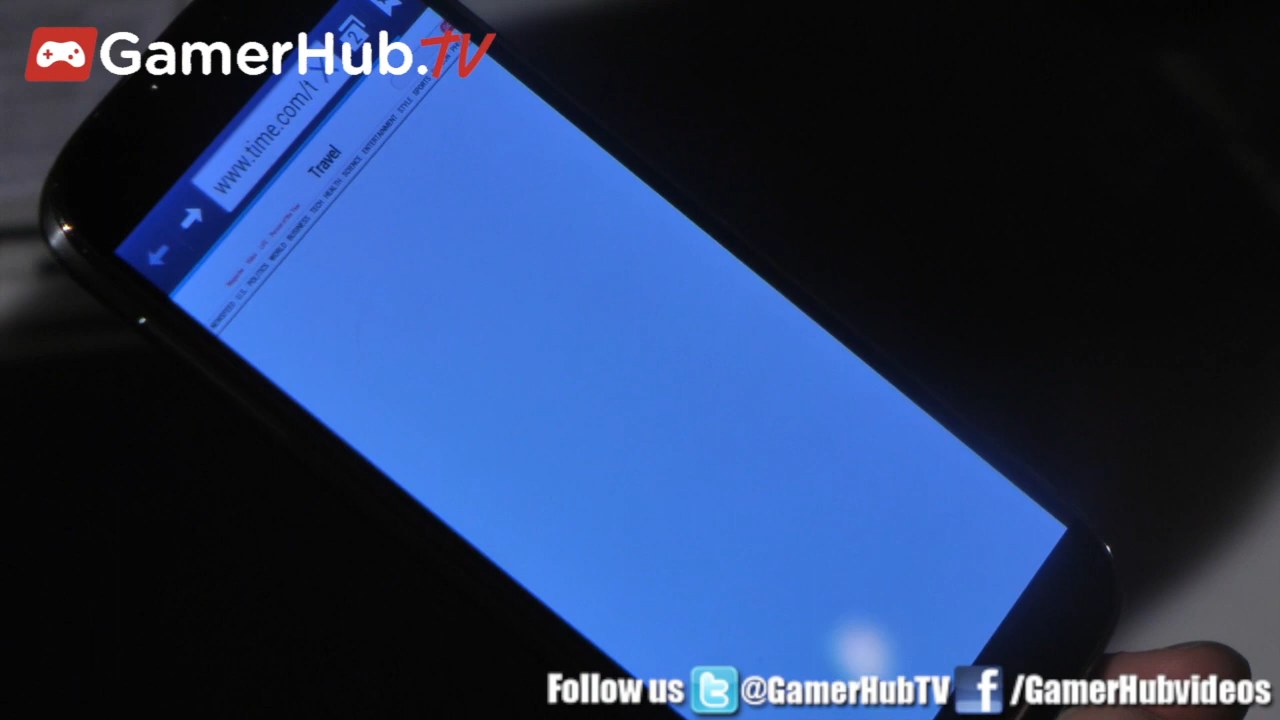 GamerHub.TV
2
www.time.com/t
Travel
NEWSFEED U.S. POLITICS WORLD BUSINESS TECH HEALTH SCIENCE ENTERTAINMENT STYLE SPORTS
Follow us @GamerHubTV f /GamerHubvideos